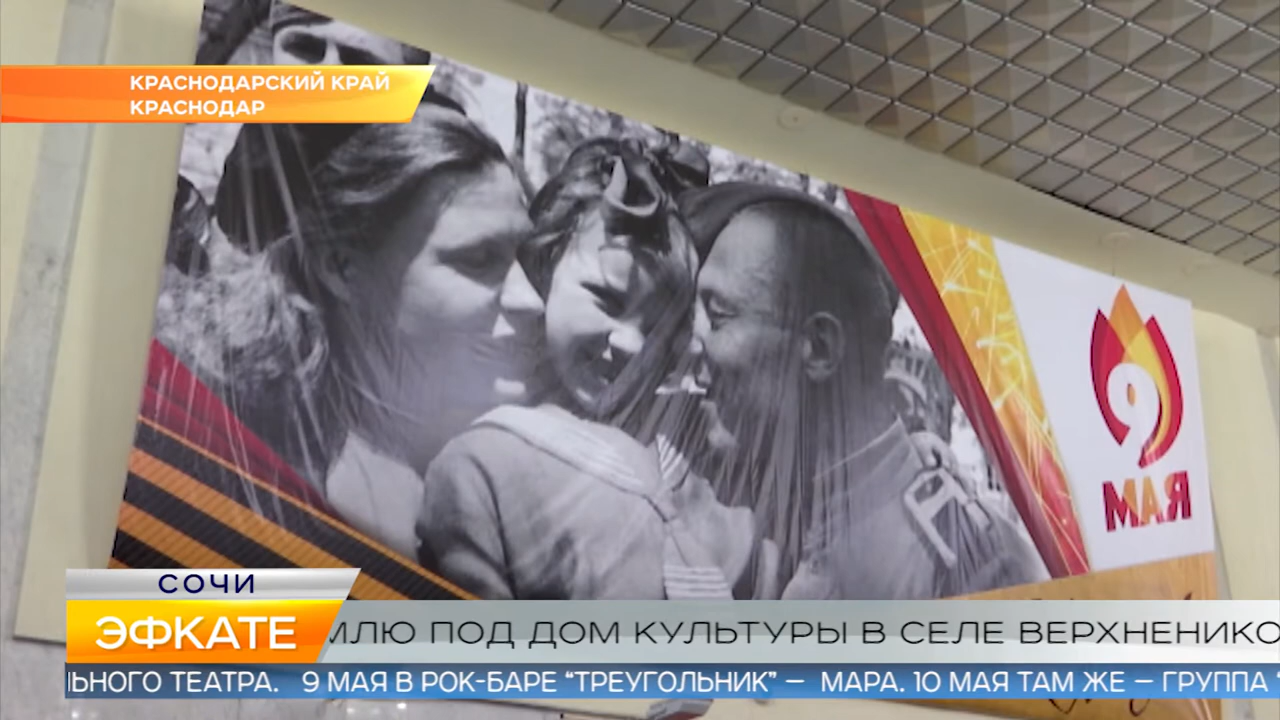 КРАСНОДАРСКИЙ КРАЙ
КРАСНОДАР
9
МАЯ
СОЧИ
ЭФКАТЕ
МЛЮ ПОД ДОМ КУЛЬТУРЫ В СЕЛЕ ВЕРХНЕНИКО
ЬНОГО ТЕАТРА. 9 МАЯ В РОК-БАРЕ “ТРЕУГОЛЬНИК” – МАРА. 10 МАЯ ТАМ ЖЕ – ГРУППА